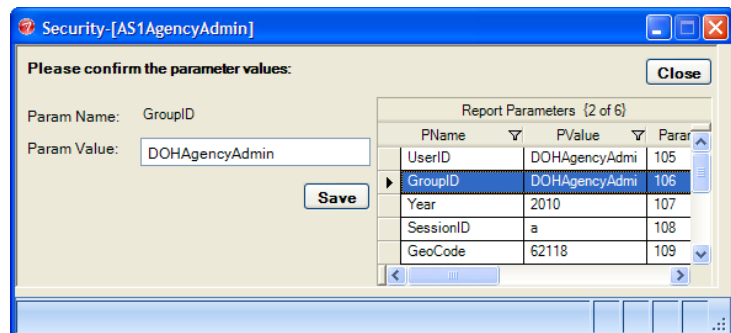 Security-[AS1AgencyAdmin]
Please confirm the parameter values:
Close
Param Name: GroupID
Param Value: DOHAgencyAdmin
Save
Report Parameters {2 of 6}
PName PValue Parar
UserID DOHAgencyAdmi 105
GroupID DOHAgencyAdmi 106
Year 2010 107
SessionID a 108
GeoCode 62118 109